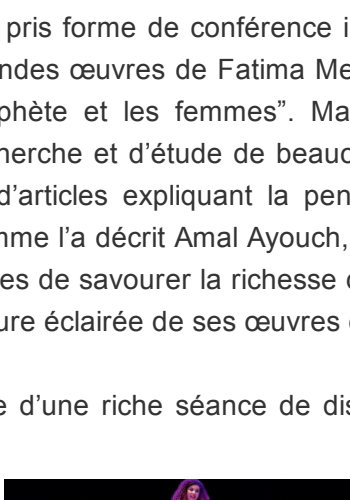 pris forme de conférence i
ndes œuvres de Fatima Me
phète et les femmes”. Ma
herche et d’étude de beauc
d’articles expliquant la pen
mme l’a décrit Amal Ayouch,
es de savourer la richesse
ure éclairée de ses œuvres
e d’une riche séance de dis